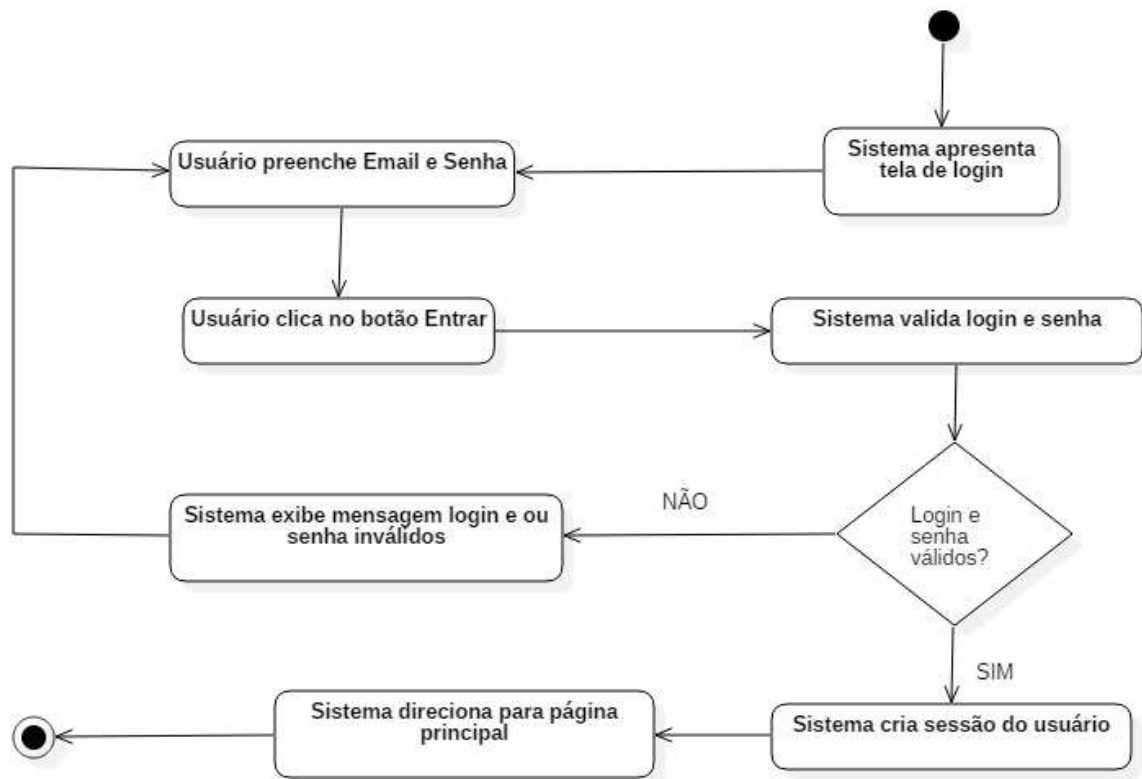 Sistema apresenta
tela de login
Usuário preenche Email e Senha
Usuário clica no botão Entrar
Sistema valida login e senha
Login e
senha
válidos?
NÃO
Sistema exibe mensagem login e ou
senha inválidos
SIM
Sistema cria sessão do usuário
Sistema direciona para página
principal